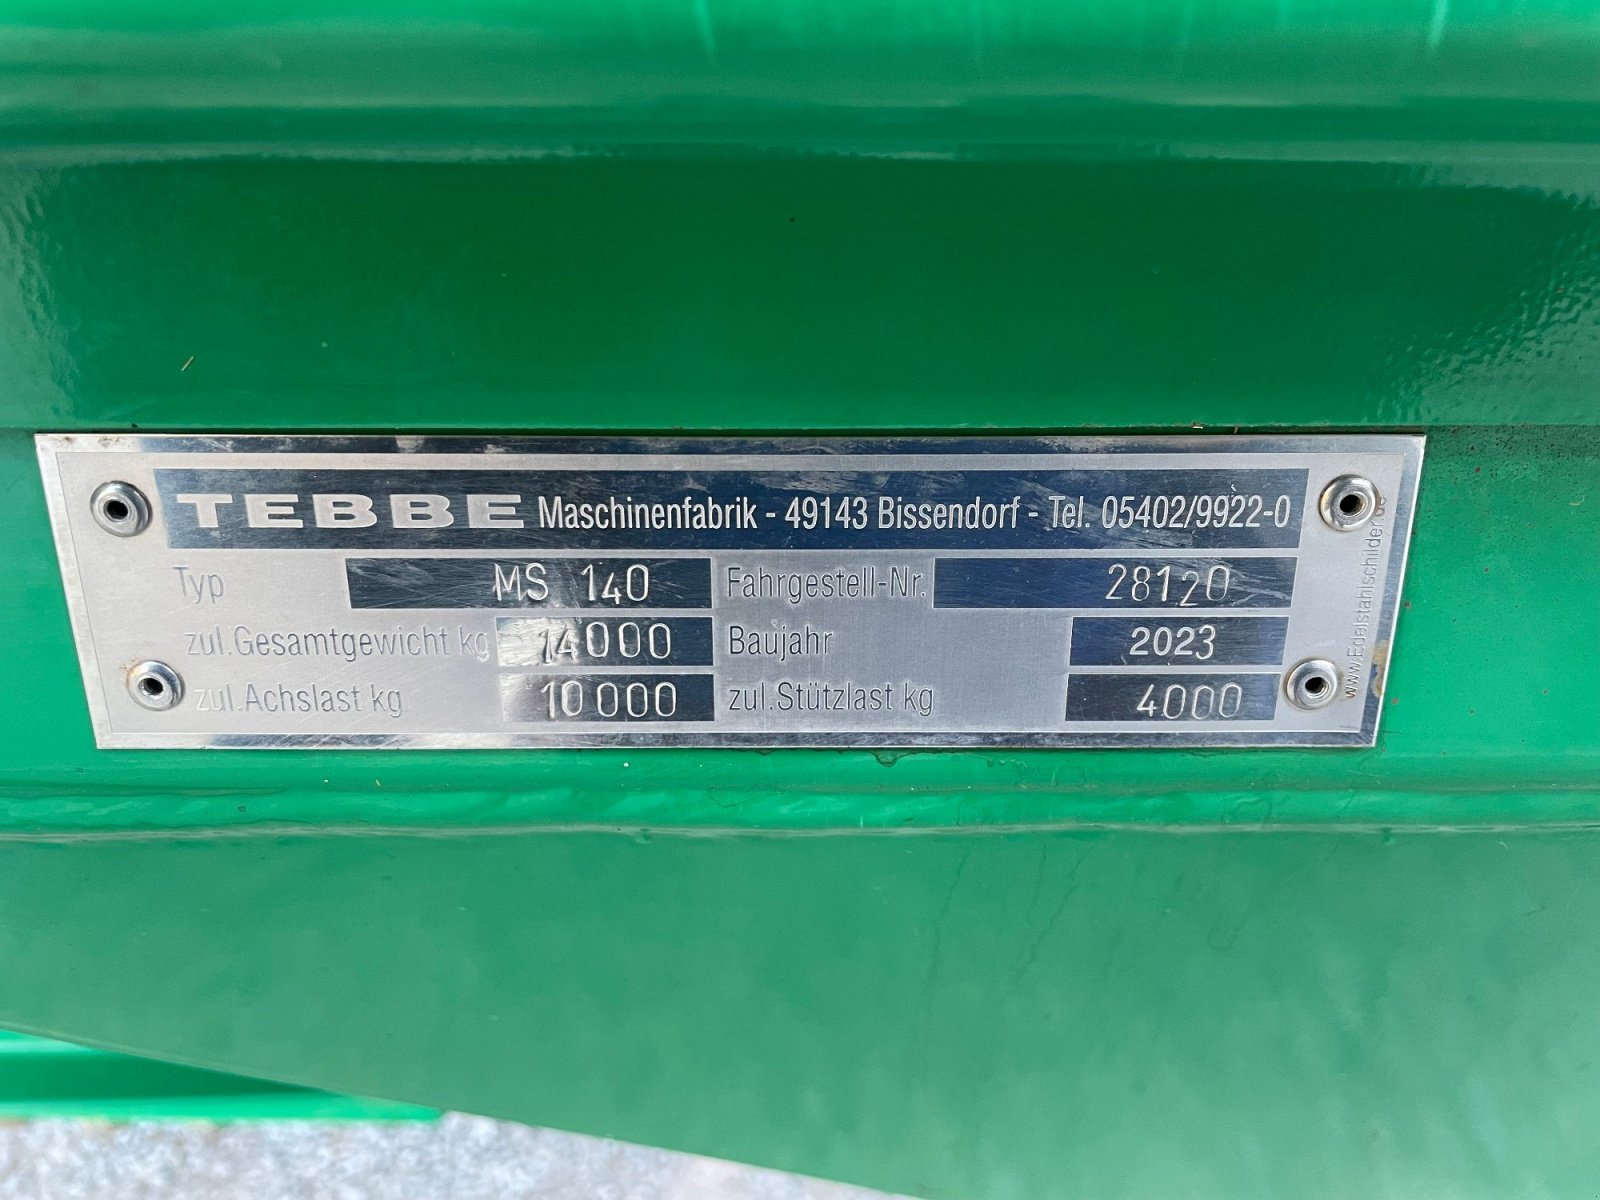 TEBBE Maschinenfabrik - 49143 Bissendorf - Tel. 05402/9922-0
Typ MS 140 Fahrgestell-Nr. 28120
zul.Gesamtgewicht kg 14000 Baujahr 2023
zul.Achslast kg 10000 zul.Stützlast kg 4000
www.Edelstahlschilder.de